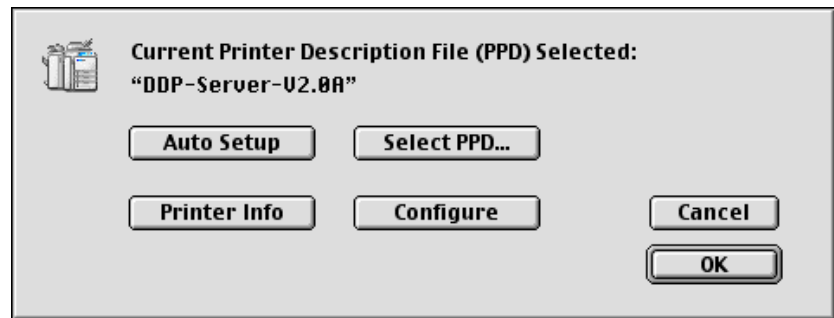 Current Printer Description File (PPD) Selected:
“DDP-Server-V2.0A”
Auto Setup
Select PPD...
Printer Info
Configure
Cancel
OK